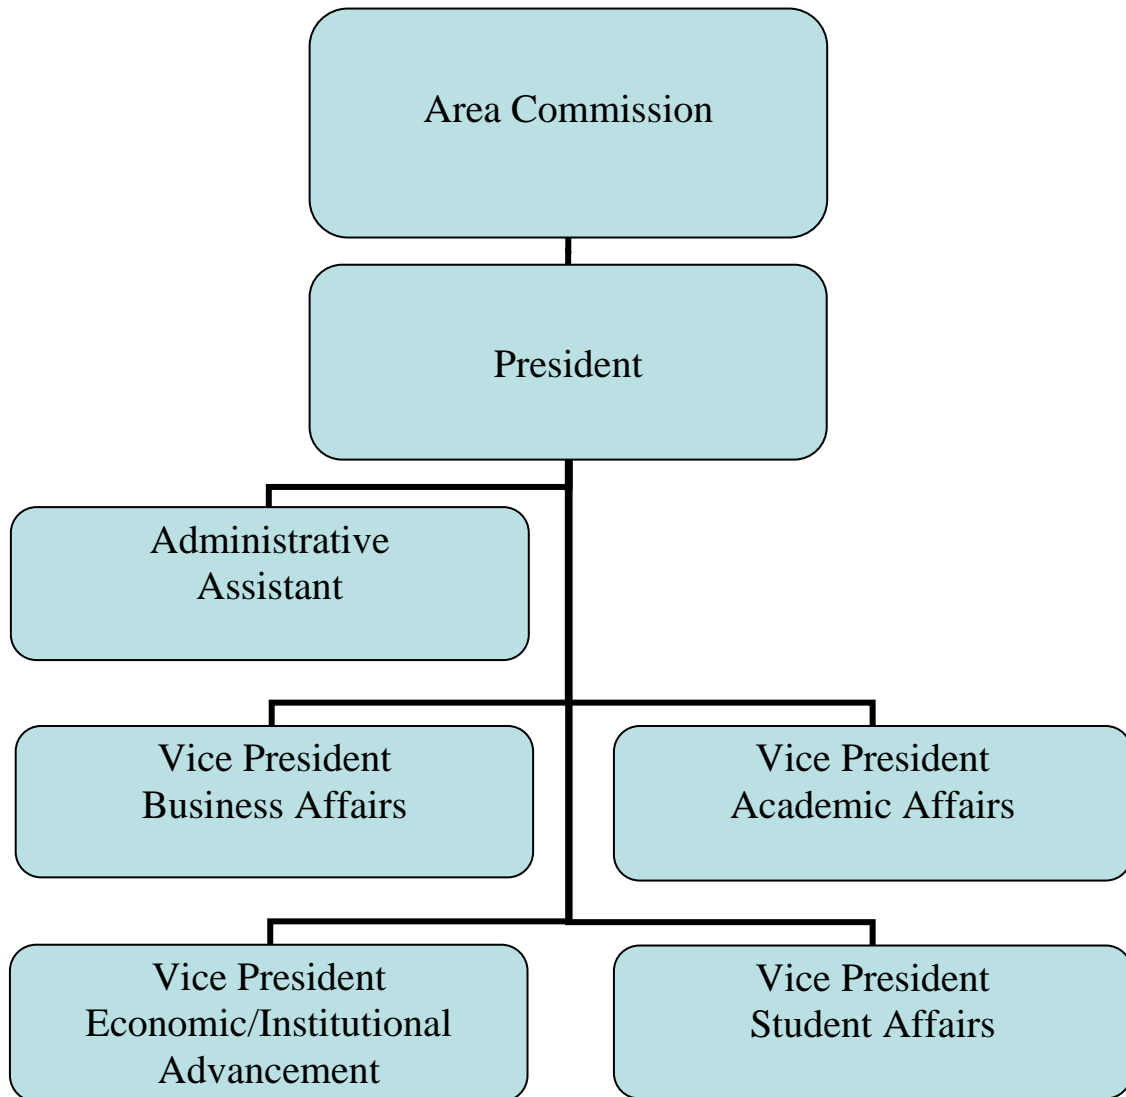 Area Commission
President
Administrative
Assistant
Vice President
Business Affairs
Vice President
Academic Affairs
Vice President
Economic/Institutional
Advancement
Vice President
Student Affairs